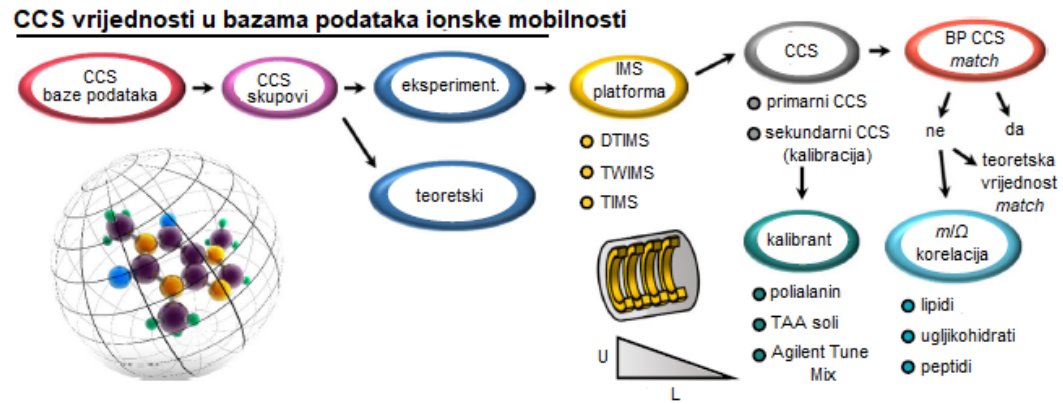 CCS vrijednosti u bazama podataka ionske mobilnosti
CCS
baze podataka
CCS
skupovi
eksperiment.
teoretski
IMS
platforma
DTIMS
TWIMS
TIMS
U
L
CCS
primarni CCS
sekundarni CCS
(kalibracija)
kalibrant
polialanin
TAA soli
Agilent Tune
Mix
BP CCS
match
ne
da
teoretska
vrijednost
match
m/Ω
korelacija
lipidi
ugljikohidrati
peptidi